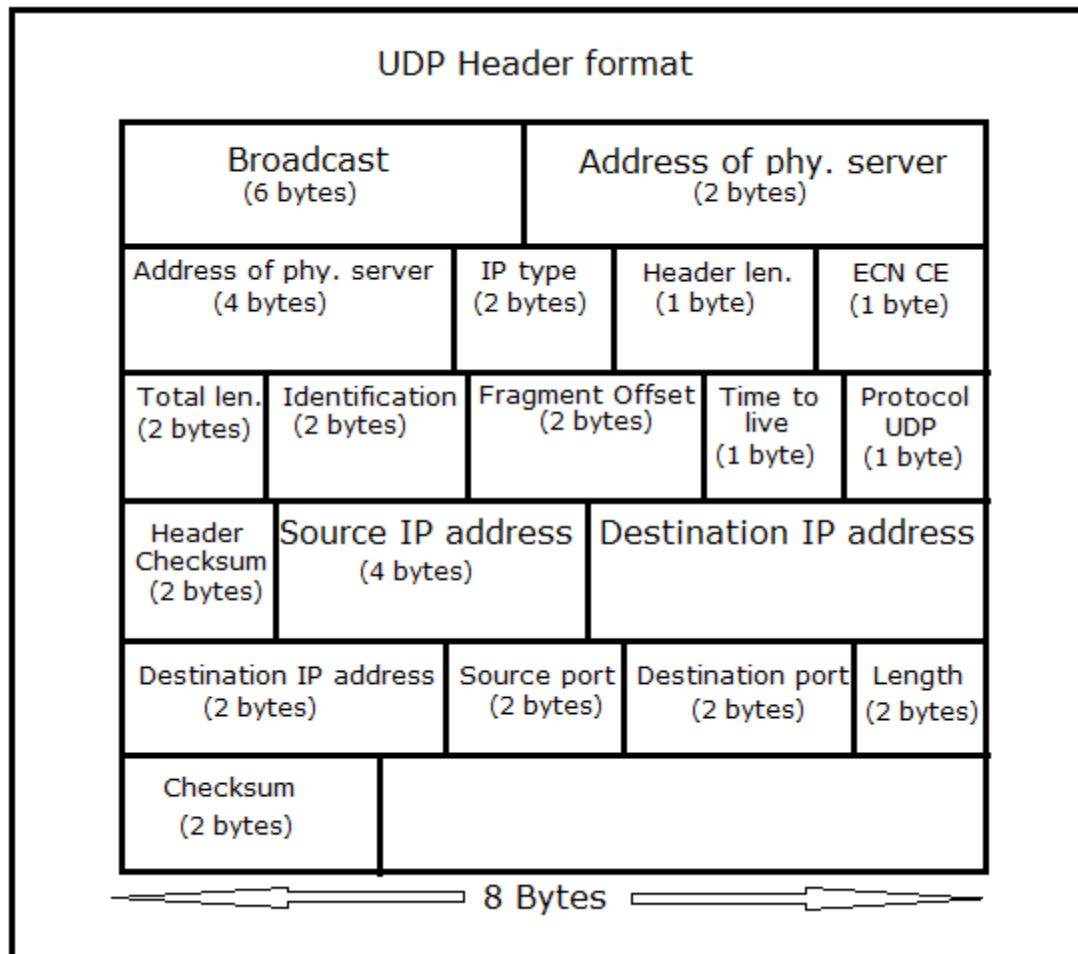 UDP Header format
Broadcast
(6 bytes)
Address of phy. server
(2 bytes)
Address of phy. server
(4 bytes)
IP type
(2 bytes)
Header len.
(1 byte)
ECN CE
(1 byte)
Total len.
(2 bytes)
Identification
(2 bytes)
Fragment Offset
(2 bytes)
Time to
live
(1 byte)
Protocol
UDP
(1 byte)
Header
Checksum
(2 bytes)
Source IP address
(4 bytes)
Destination IP address
Destination IP address
(2 bytes)
Source port
(2 bytes)
Destination port
(2 bytes)
Length
(2 bytes)
Checksum
(2 bytes)
8 Bytes